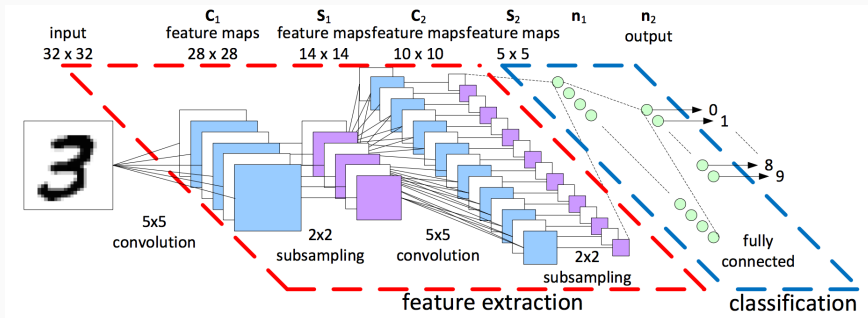 C₁ S₁ C₂ S₂ n₁ n₂
input feature maps feature maps feature maps feature maps output
32 x 32 28 x 28 14 x 14 10 x 10 5 x 5
3
0
1
8
9
5x5
convolution
2x2
subsampling
5x5
convolution
2x2
subsampling
fully
connected
feature extraction
classification